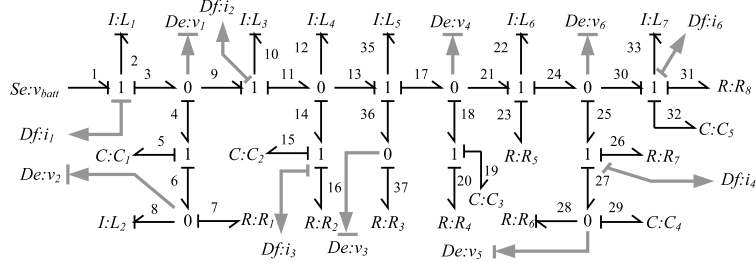 I:L1 De:v1 Df:i2 I:L3 I:L4 I:L5 De:v4 I:L6 De:v6 I:L7 Df:i6
2 10 12 35 22 33
Se:vbatt 1 1 3 0 9 1 11 0 13 1 17 0 21 1 24 0 30 1 31 R:R8
Df:i1 4 14 36 18 23 25 32 C:C5
De:v2 C:C1 5 1 C:C2 15 1 0 1 19 R:R5 1 26 R:R7
6 16 37 20 C:C3 27 Df:i4
I:L2 8 0 7 R:R1 R:R2 R:R3 R:R4 R:R6 28 0 29 C:C4
Df:i3 De:v3 De:v5